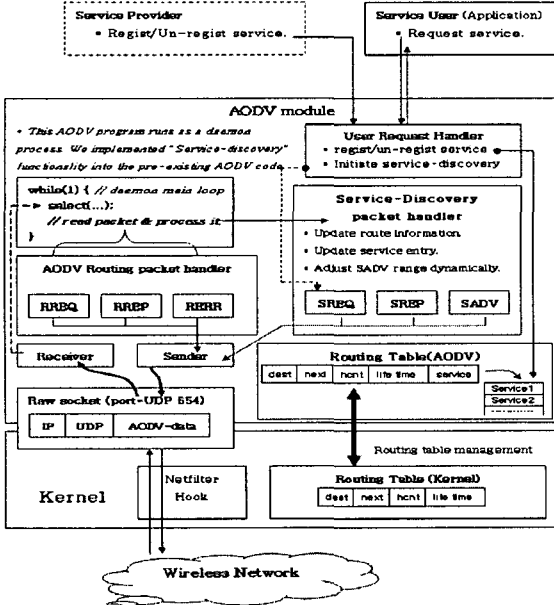 Service Provider
• Regist/Un-regist service.
Service User (Application)
• Request service.
AODV module
• This AODV program runs as a daemon
process. We implemented "Service-discovery"
functionality into the pre-existing AODV code.
User Request Handler
• regist/un-regist service
• Initiate service-discovery
while(1) { // daemon main loop
select(...);
// read packet & process it
}
Service-Discovery
packet handler
• Update route information.
• Update service entry.
• Adjust SADV range dynamically.
SREQ SREP SADV
AODV Routing packet handler
RREQ RREP RERR
Receiver Sender
Routing Table(AODV)
dest next hcnt life time service
Service1
Service2
Raw socket (port-UDP 654)
IP UDP AODV-data
Routing table management
Kernel
Netfilter
Hook
Routing Table (Kernel)
dest next hcnt life time
Wireless Network